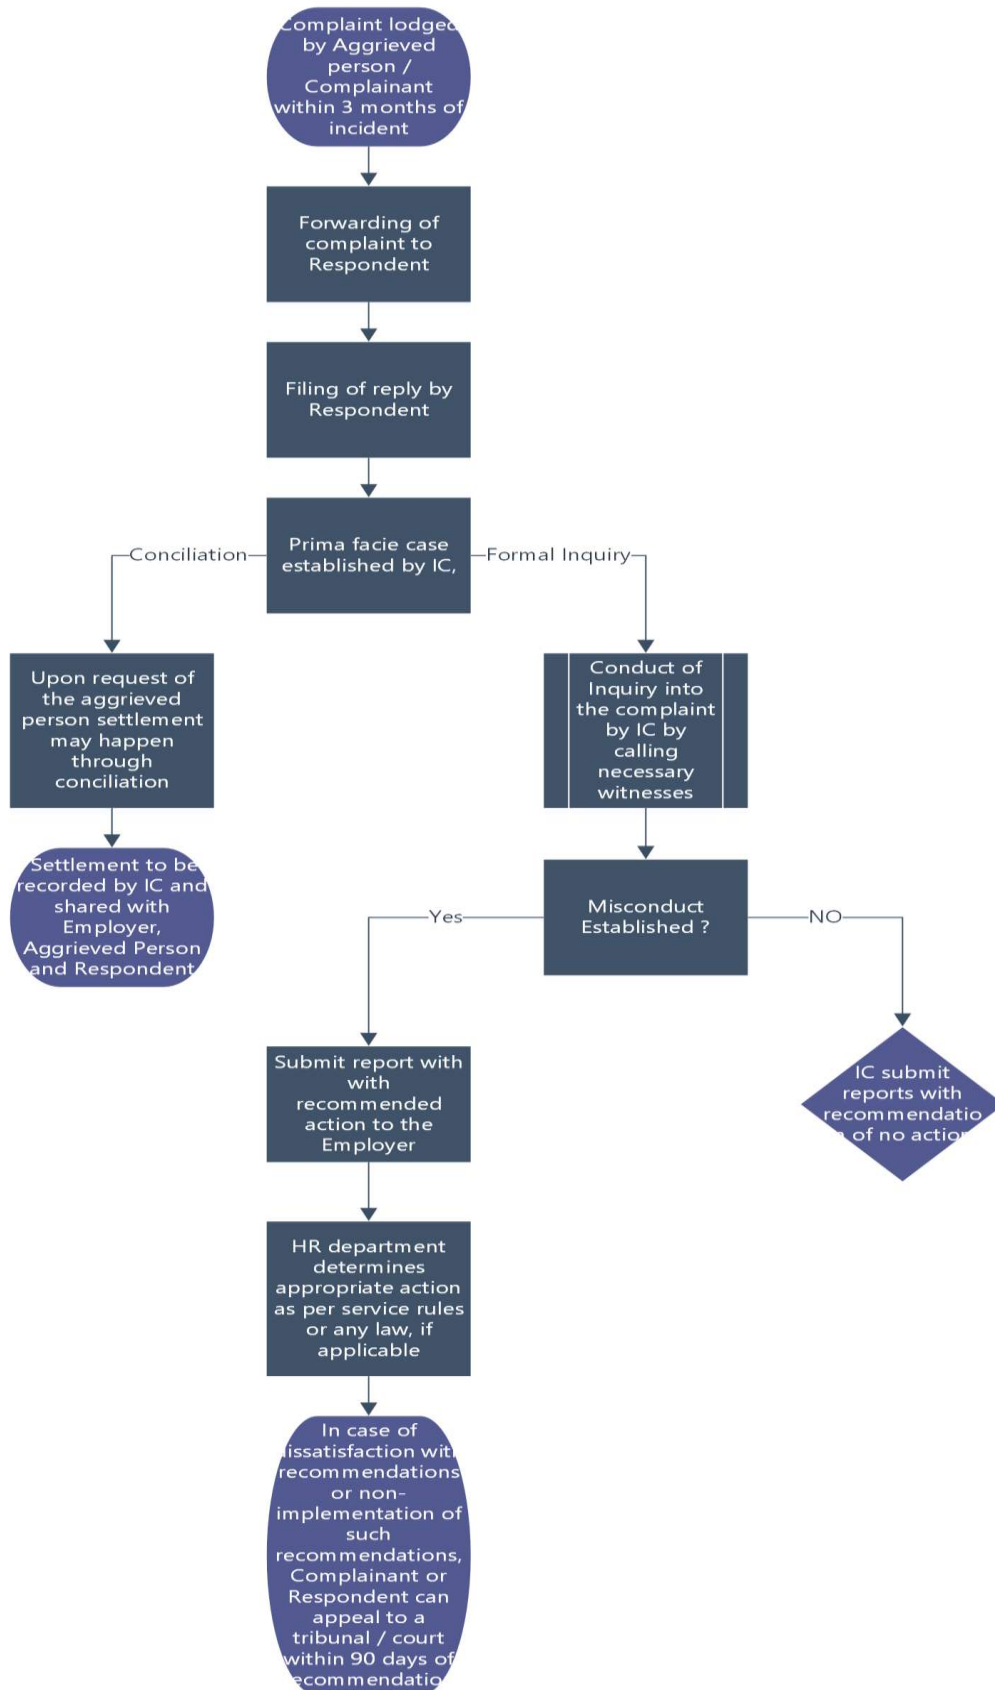 Complaint lodged
by Aggrieved
person /
Complainant
within 3 months of
incident
Forwarding of
complaint to
Respondent
Filing of reply by
Respondent
Prima facie case
established by IC,
Conciliation
Formal Inquiry
Upon request of
the aggrieved
person settlement
may happen
through
conciliation
Conduct of
Inquiry into
the complaint
by IC by
calling
necessary
witnesses
Settlement to be
recorded by IC and
shared with
Employer,
Aggrieved Person
and Respondent
Misconduct
Established ?
Yes
NO
Submit report with
with
recommended
action to the
Employer
IC submit
reports with
recommendatio
n of no action
HR department
determines
appropriate action
as per service rules
or any law, if
applicable
In case of
dissatisfaction with
recommendations
or non-
implementation of
such
recommendations,
Complainant or
Respondent can
appeal to a
tribunal / court
within 90 days of
recommendation